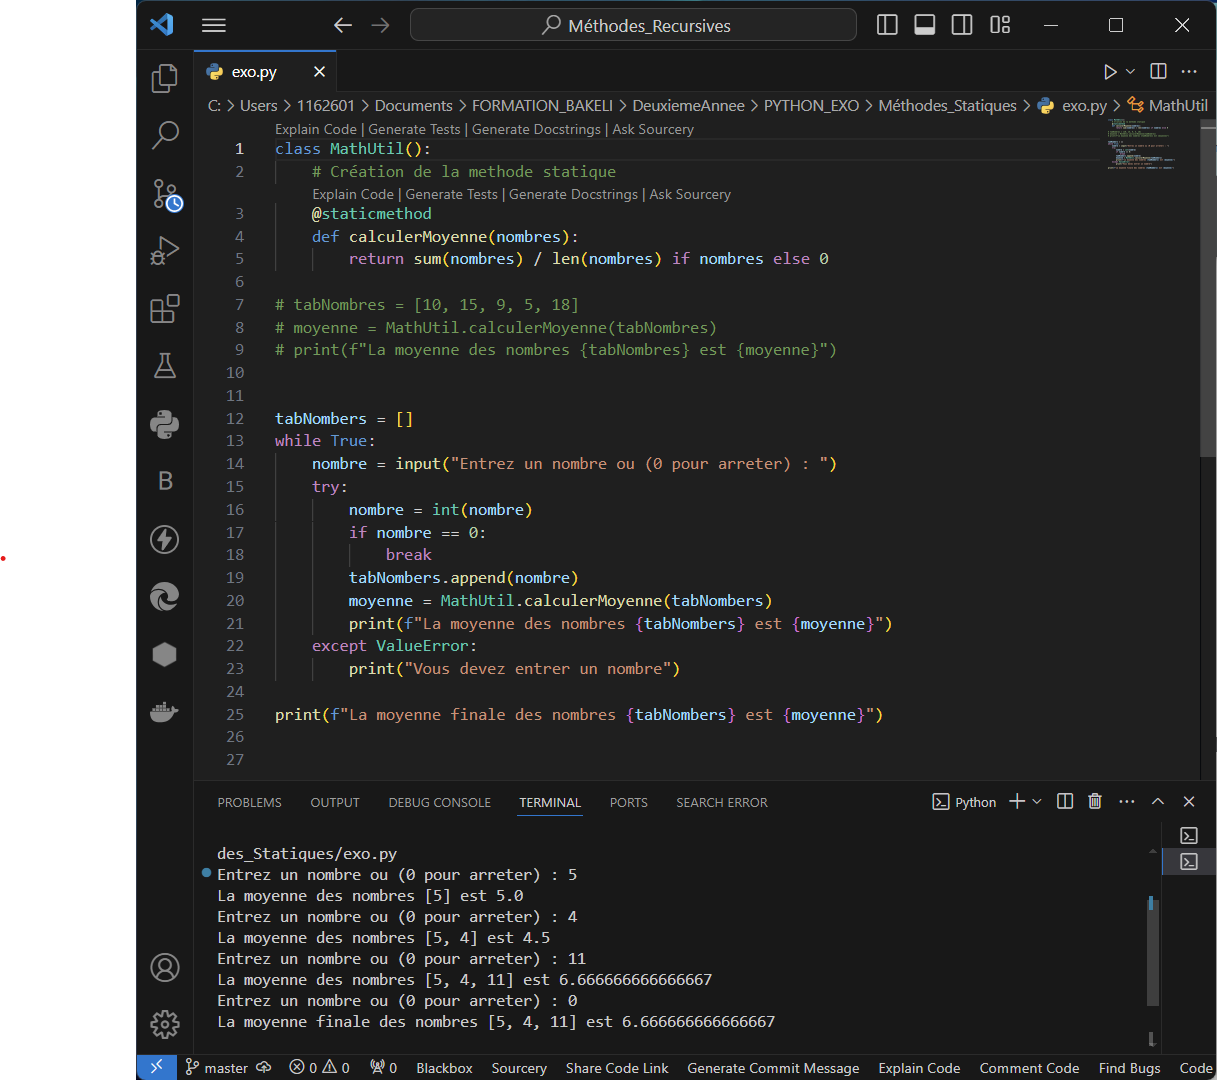 Méthodes_Recursives
exo.py
C: > Users > 1162601 > Documents > FORMATION_BAKELI > DeuxiemeAnnee > PYTHON_EXO > Méthodes_Statiques > exo.py > MathUtil
Explain Code | Generate Tests | Generate Docstrings | Ask Sourcery
1 class MathUtil():
2 # Création de la methode statique
Explain Code | Generate Tests | Generate Docstrings | Ask Sourcery
3 @staticmethod
4 def calculerMoyenne(nombres):
5 return sum(nombres) / len(nombres) if nombres else 0
6
7 # tabNombres = [10, 15, 9, 5, 18]
8 # moyenne = MathUtil.calculerMoyenne(tabNombres)
9 # print(f"La moyenne des nombres {tabNombres} est {moyenne}")
10
11
12 tabNombers = []
13 while True:
14 nombre = input("Entrez un nombre ou (0 pour arreter) : ")
15 try:
16 nombre = int(nombre)
17 if nombre == 0:
18 break
19 tabNombers.append(nombre)
20 moyenne = MathUtil.calculerMoyenne(tabNombers)
21 print(f"La moyenne des nombres {tabNombers} est {moyenne}")
22 except ValueError:
23 print("Vous devez entrer un nombre")
24
25 print(f"La moyenne finale des nombres {tabNombers} est {moyenne}")
26
27
B
PROBLEMS OUTPUT DEBUG CONSOLE TERMINAL PORTS SEARCH ERROR Python
des_Statiques/exo.py
Entrez un nombre ou (0 pour arreter) : 5
La moyenne des nombres [5] est 5.0
Entrez un nombre ou (0 pour arreter) : 4
La moyenne des nombres [5, 4] est 4.5
Entrez un nombre ou (0 pour arreter) : 11
La moyenne des nombres [5, 4, 11] est 6.666666666666667
Entrez un nombre ou (0 pour arreter) : 0
La moyenne finale des nombres [5, 4, 11] est 6.666666666666667
master 0 0 0 Blackbox Sourcery Share Code Link Generate Commit Message Explain Code Comment Code Find Bugs Code